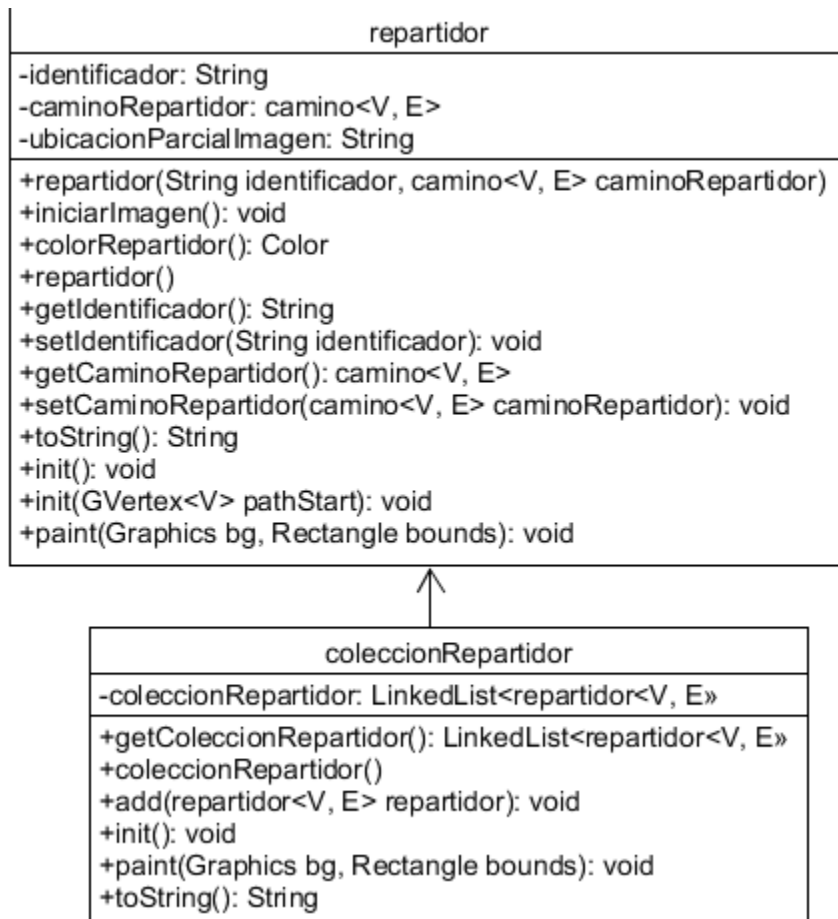 repartidor
-identificador: String
-caminoRepartidor: camino<V, E>
-ubicacionParcialImagen: String
+repartidor(String identificador, camino<V, E> caminoRepartidor)
+iniciarImagen(): void
+colorRepartidor(): Color
+repartidor()
+getIdentificador(): String
+setIdentificador(String identificador): void
+getCaminoRepartidor(): camino<V, E>
+setCaminoRepartidor(camino<V, E> caminoRepartidor): void
+toString(): String
+init(): void
+init(GVertex<V> pathStart): void
+paint(Graphics bg, Rectangle bounds): void
coleccionRepartidor
-coleccionRepartidor: LinkedList<repartidor<V, E»
+getColeccionRepartidor(): LinkedList<repartidor<V, E»
+coleccionRepartidor()
+add(repartidor<V, E> repartidor): void
+init(): void
+paint(Graphics bg, Rectangle bounds): void
+toString(): String